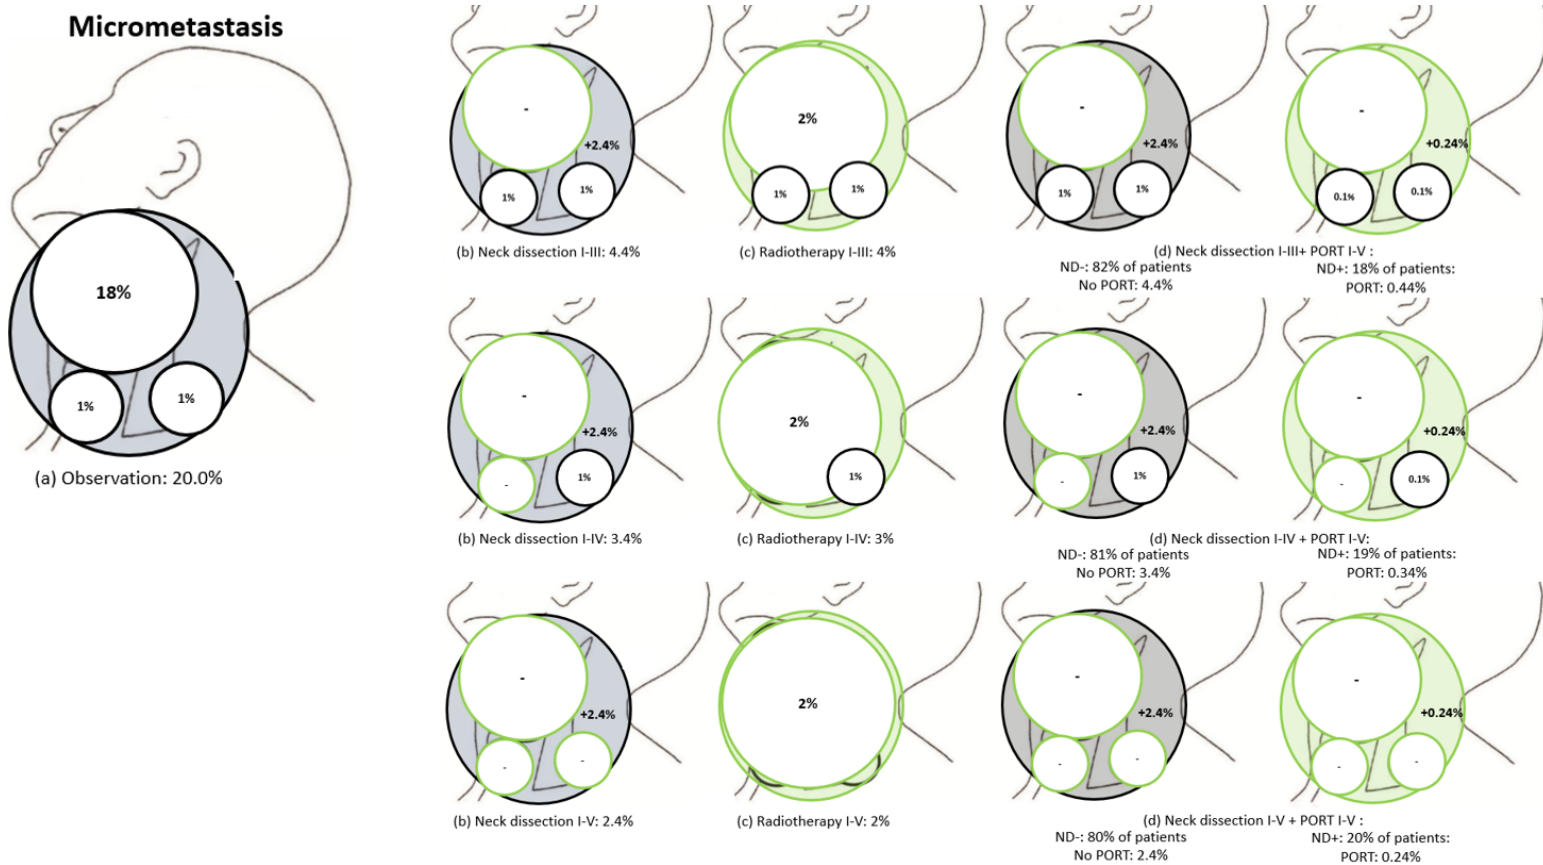 Micrometastasis
18%
1%
1%
(a) Observation: 20.0%
-
+2.4%
1%
1%
(b) Neck dissection I-III: 4.4%
2%
1%
1%
(c) Radiotherapy I-III: 4%
-
+2.4%
1%
1%
-
+0.24%
0.1%
0.1%
(d) Neck dissection I-III+ PORT I-V :
ND-: 82% of patients
No PORT: 4.4%
ND+: 18% of patients:
PORT: 0.44%
-
+2.4%
-
1%
(b) Neck dissection I-IV: 3.4%
2%
1%
(c) Radiotherapy I-IV: 3%
-
+2.4%
-
1%
-
+0.24%
-
0.1%
(d) Neck dissection I-IV + PORT I-V:
ND-: 81% of patients
No PORT: 3.4%
ND+: 19% of patients:
PORT: 0.34%
-
+2.4%
-
-
(b) Neck dissection I-V: 2.4%
2%
(c) Radiotherapy I-V: 2%
-
+2.4%
-
-
-
+0.24%
-
-
(d) Neck dissection I-V + PORT I-V :
ND-: 80% of patients
No PORT: 2.4%
ND+: 20% of patients:
PORT: 0.24%